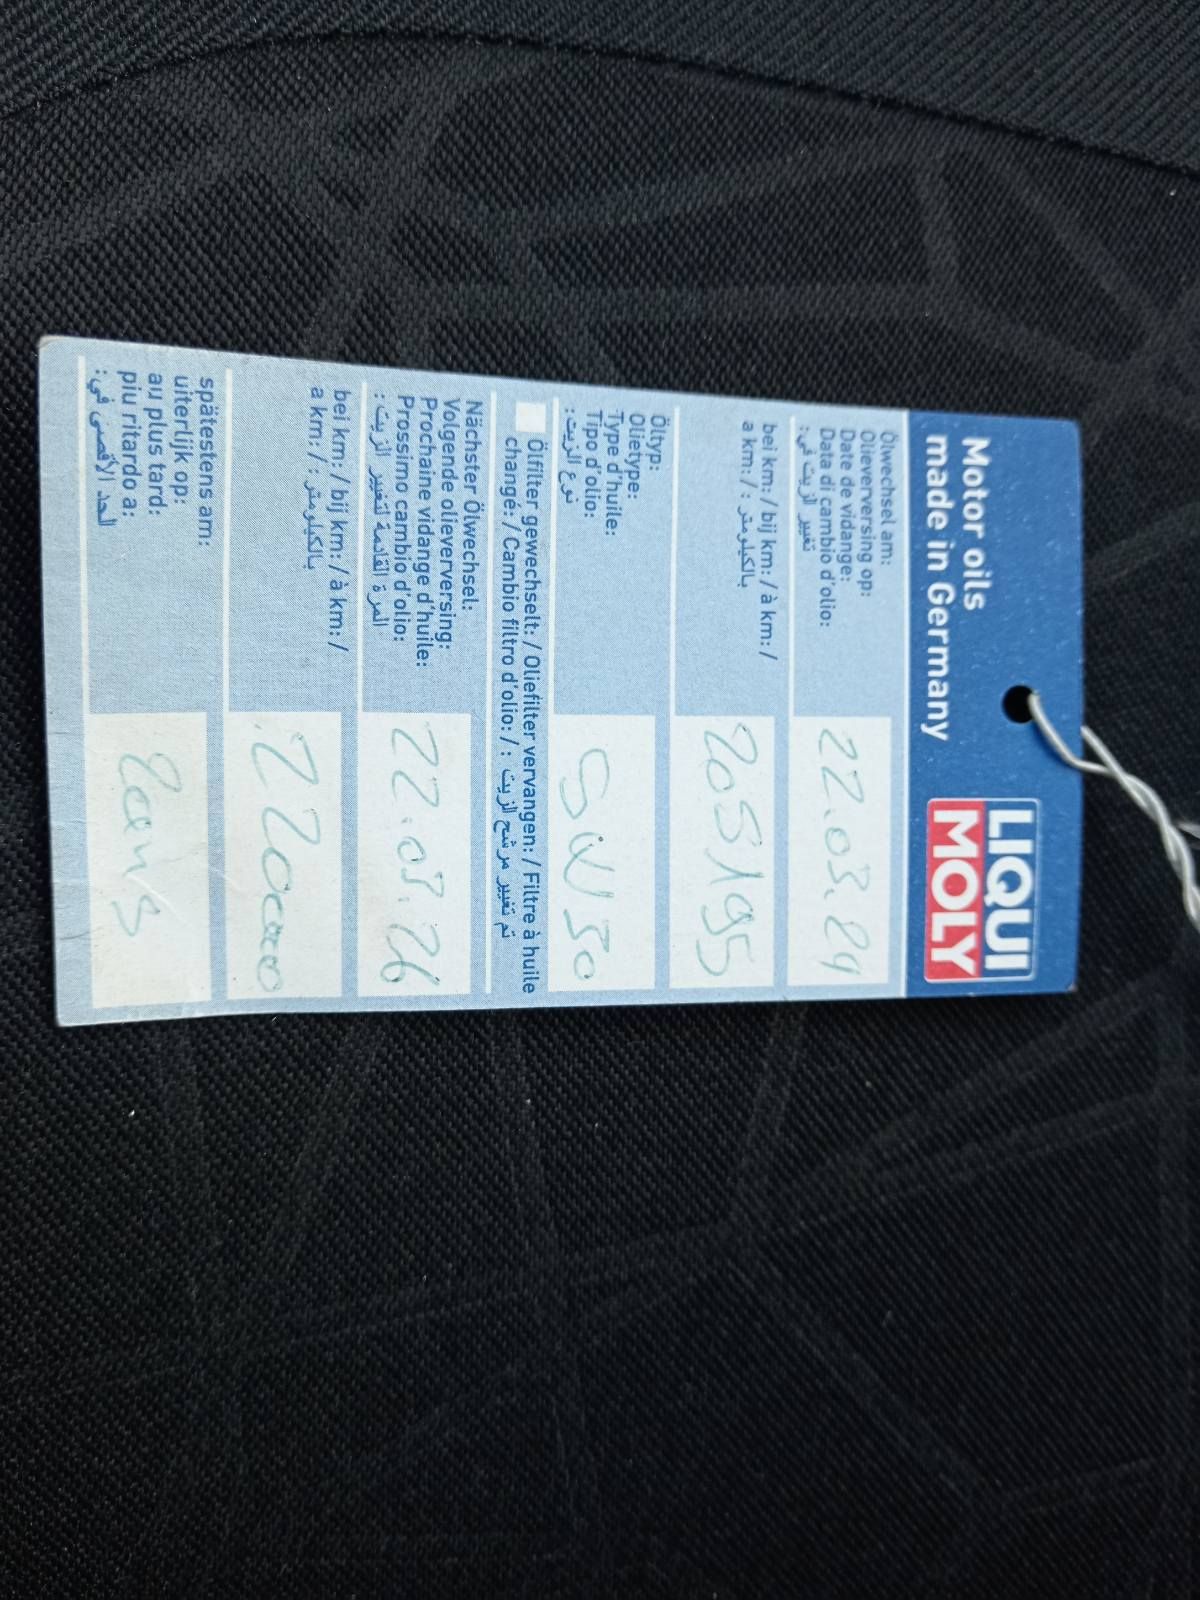 Motor oils
made in Germany
LIQUI
MOLY
Ölwechsel am:
Olieverversing op:
Date de vidange:
Data di cambio d'olio:
تغيير الزيت في:
22.03.24
bei km: / bij km: / à km: /
a km: / : بالكيلومتر
205195
Öltyp:
Olietype:
Type d'huile:
Tipo d'olio:
نوع الزيت:
5W50
Ölfilter gewechselt: / Oliefilter vervangen: / Filtre à huile
changé: / Cambio filtro d'olio: / : تم تغيير مرشح الزيت
Nächster Ölwechsel:
Volgende olieverversing:
Prochaine vidange d'huile:
Prossimo cambio d'olio:
المرة القادمة لتغيير الزيت:
22.03.26
bei km: / bij km: / à km: /
a km: / : بالكيلومتر
220000
spätestens am:
uiterlijk op:
au plus tard:
piu ritardo a:
الحد الأقصى في:
2ans